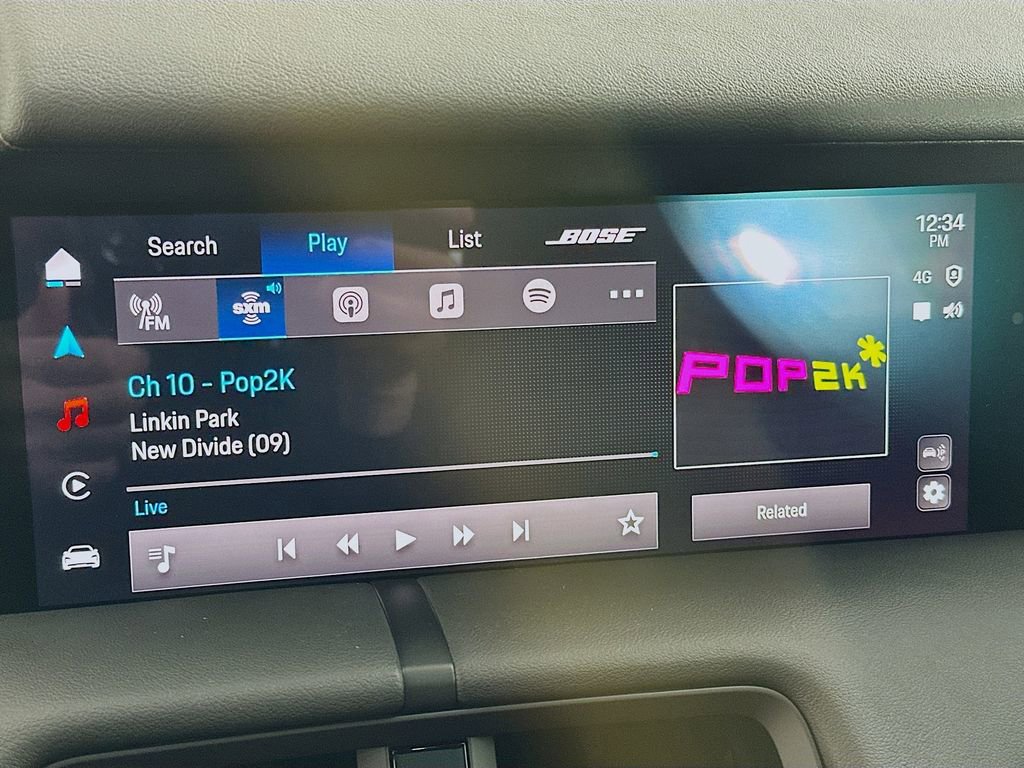 Search
Play
List
BOSE
12:34
PM
FM
sxm
4G
Ch 10 - Pop2K
Linkin Park
New Divide (09)
POP2K*
Live
Related